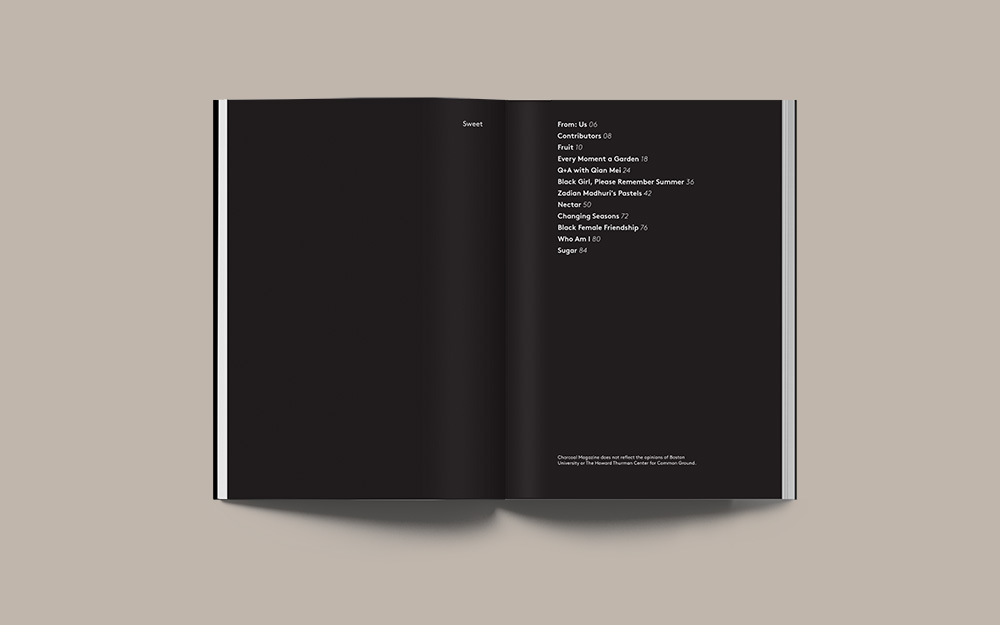 Sweet
From: Us 06
Contributors 08
Fruit 10
Every Moment a Garden 18
Q+A with Qian Mei 24
Black Girl, Please Remember Summer 36
Zadian Madhuri's Pastels 42
Nectar 50
Changing Seasons 72
Black Female Friendship 76
Who Am I 80
Sugar 84
Charcoal Magazine does not reflect the opinions of Boston
University or The Howard Thurman Center for Common Ground.